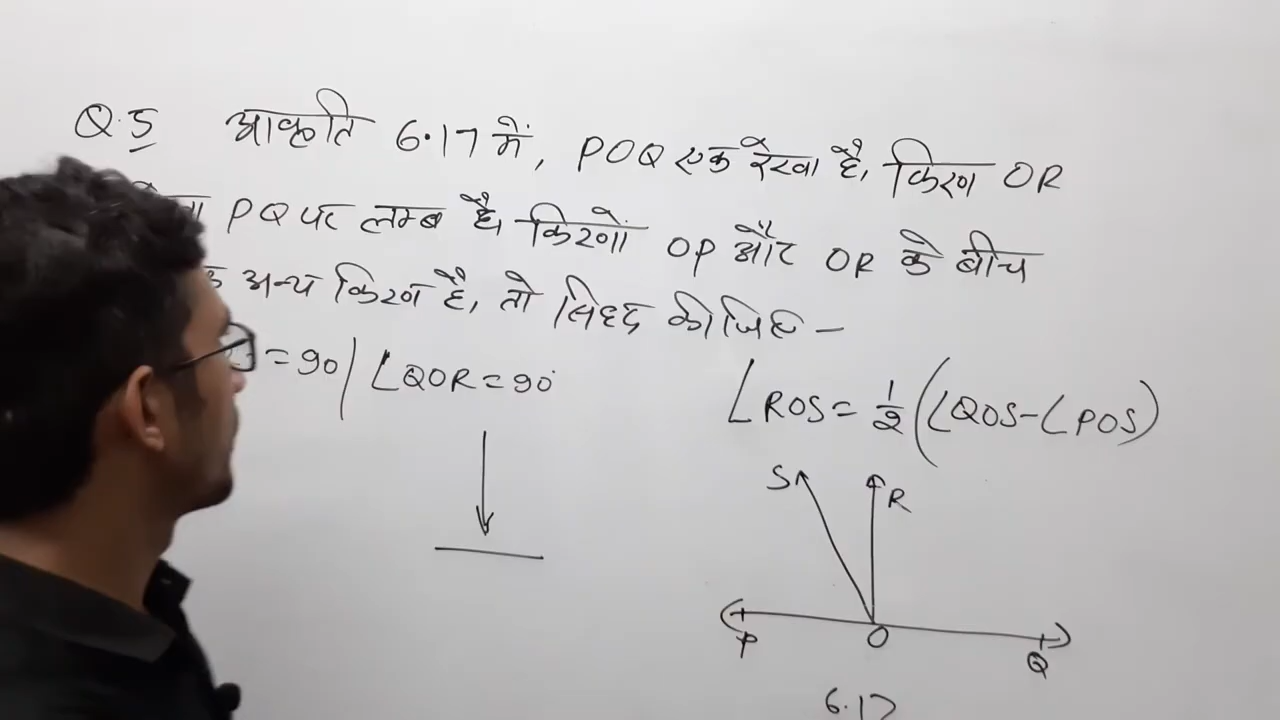 Q.5 आकृति 6.17 में, POQ एक रेखा है, किरण OR
PQ पर लम्ब है, किरणों OP और OR के बीच
अन्य किरण है, तो सिध्द कीजिए -
= 90 | ∠QOR = 90°
∠ROS = 1/2 (∠QOS - ∠POS)
S
R
P
O
Q
6.17